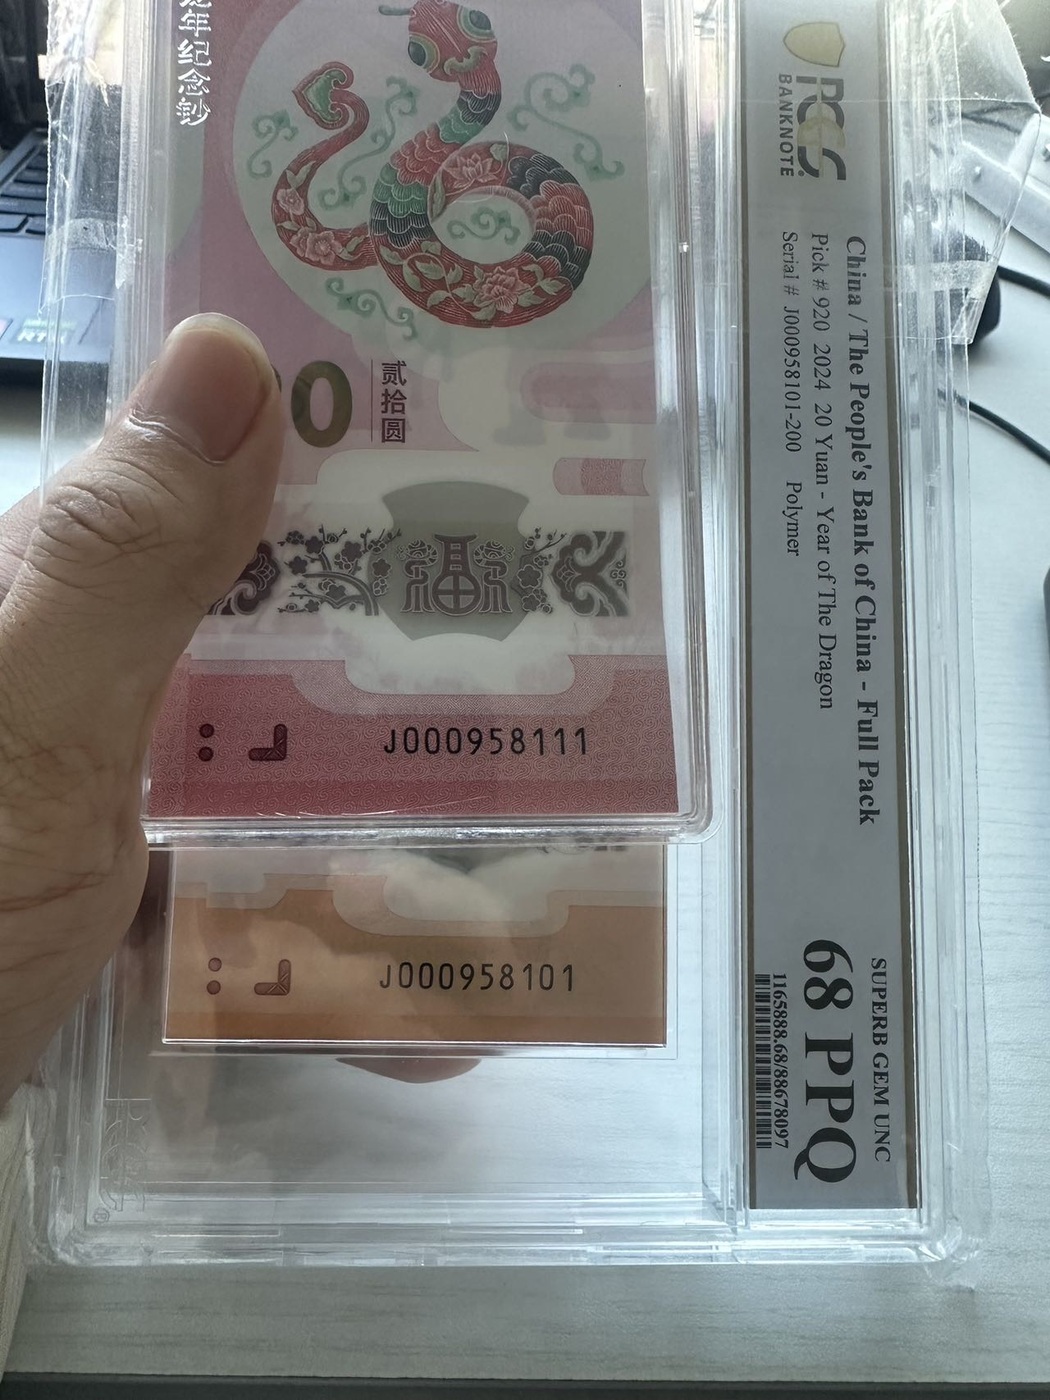 年纪念钞
20
贰拾圆
J000958111
J000958101
PCGS
BANKNOTE
China / The People's Bank of China - Full Pack
Pick # 920 2024 20 Yuan - Year of The Dragon
Serial # J000958101-200 Polymer
SUPERB GEM UNC
68 PPQ
1165888.68/88678097